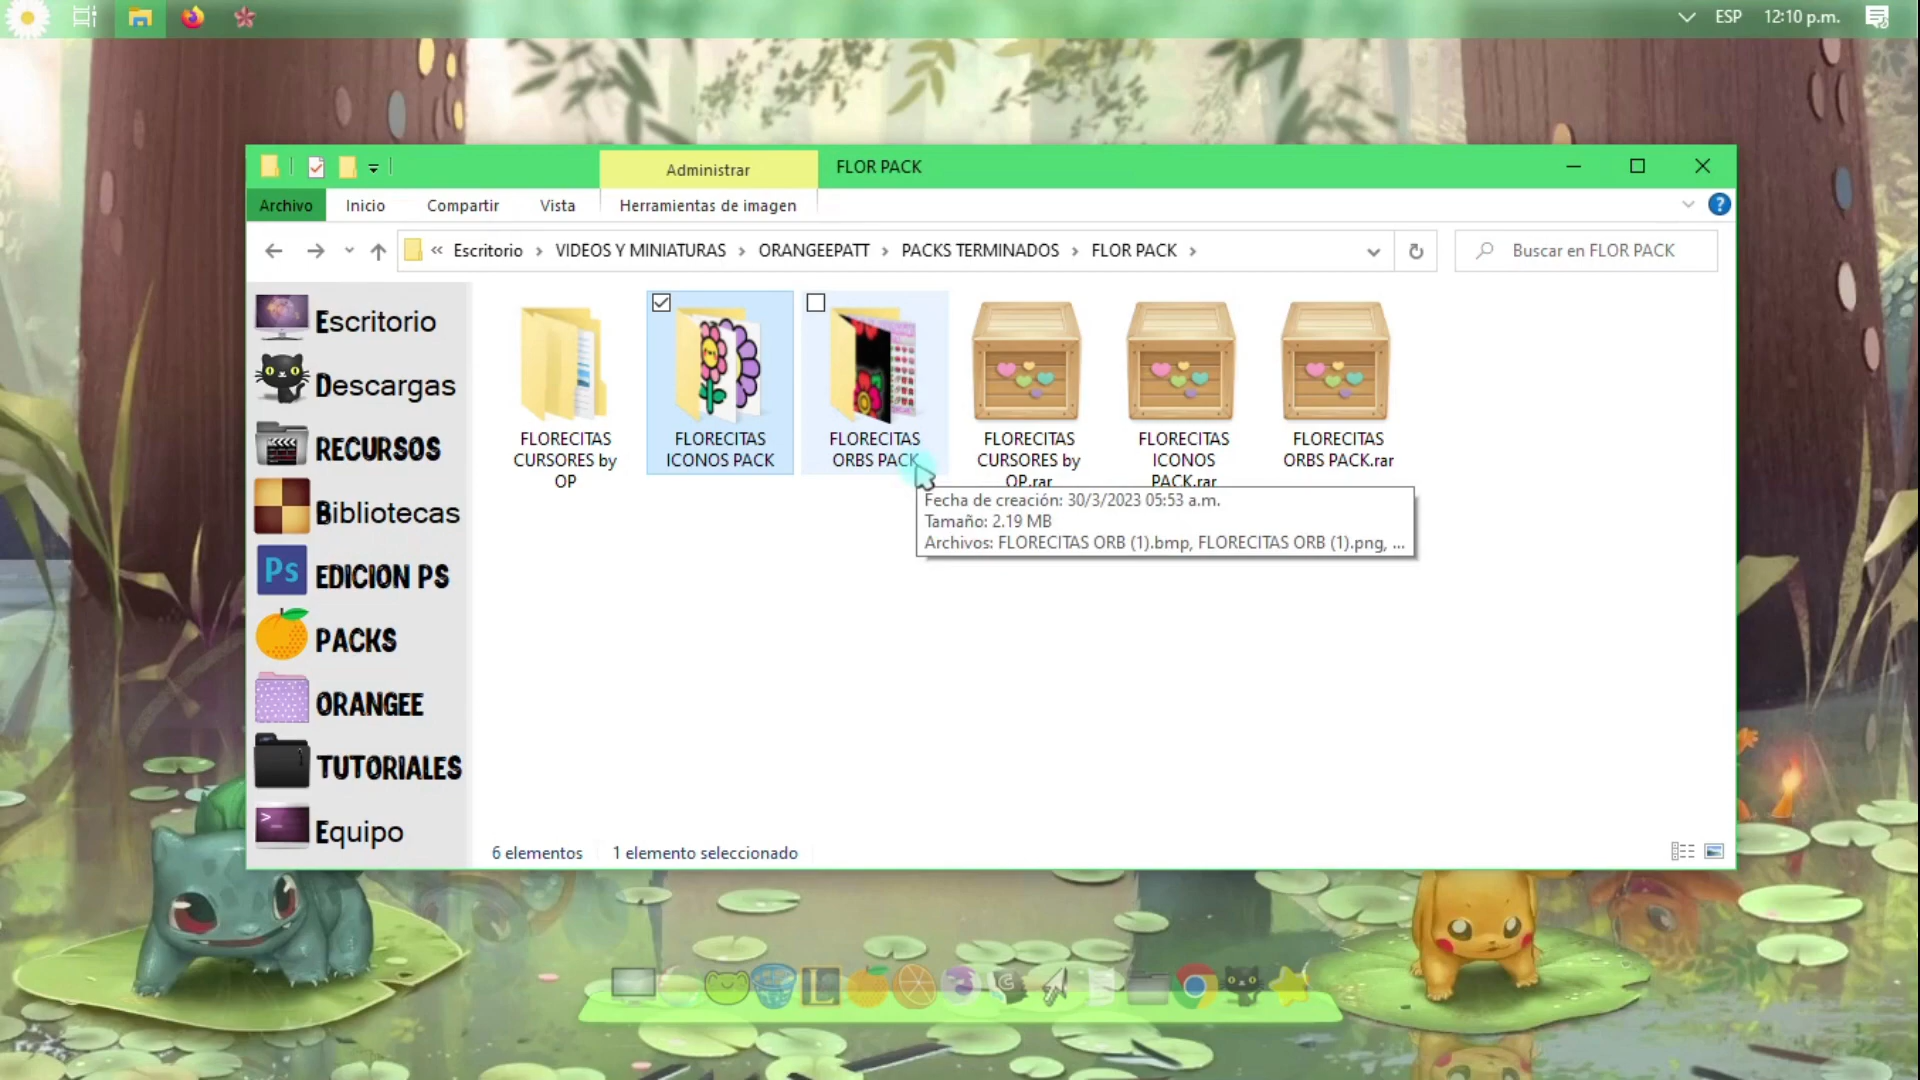 ESP 12:10 p.m.
Administrar FLOR PACK
Archivo Inicio Compartir Vista Herramientas de imagen
« Escritorio › VIDEOS Y MINIATURAS › ORANGEEPATT › PACKS TERMINADOS › FLOR PACK ›
Buscar en FLOR PACK
Escritorio
Descargas
RECURSOS
Bibliotecas
Ps EDICION PS
PACKS
ORANGEE
TUTORIALES
Equipo
FLORECITAS
CURSORES by
OP
FLORECITAS
ICONOS PACK
FLORECITAS
ORBS PACK
FLORECITAS
CURSORES by
OP.rar
FLORECITAS
ICONOS
PACK.rar
FLORECITAS
ORBS PACK.rar
Fecha de creación: 30/3/2023 05:53 a.m.
Tamaño: 2.19 MB
Archivos: FLORECITAS ORB (1).bmp, FLORECITAS ORB (1).png, ...
6 elementos 1 elemento seleccionado
L